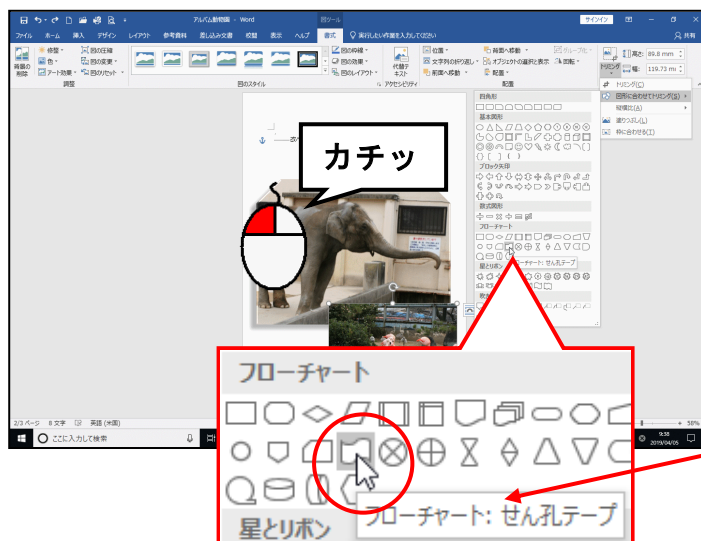 アルバム動物園 - Word
図ツール
サインイン
ファイル ホーム 挿入 デザイン レイアウト 参考資料 差し込み文書 校閲 表示 ヘルプ 書式 実行したい作業を入力してください
共有
背景の削除
修整
色
アート効果
図の圧縮
図の変更
図のリセット
図の枠線
図の効果
図のレイアウト
代替テキスト
位置
文字列の折り返し
前面へ移動
背面へ移動
オブジェクトの選択と表示
配置
グループ化
回転
トリミング
高さ: 89.8 mm
幅: 119.73 mm
調整
図のスタイル
アクセシビリティ
配置
トリミング(C)
図形に合わせてトリミング(S)
縦横比(A)
塗りつぶし(L)
枠に合わせる(T)
四角形
基本図形
ブロック矢印
数式図形
フローチャート
フローチャート: せん孔テープ
星とリボン
カチッ
フローチャート
フローチャート: せん孔テープ
星とリボン
2/3 ページ 8 文字 英語 (米国)
50%
ここに入力して検索
9:38
2019/04/05